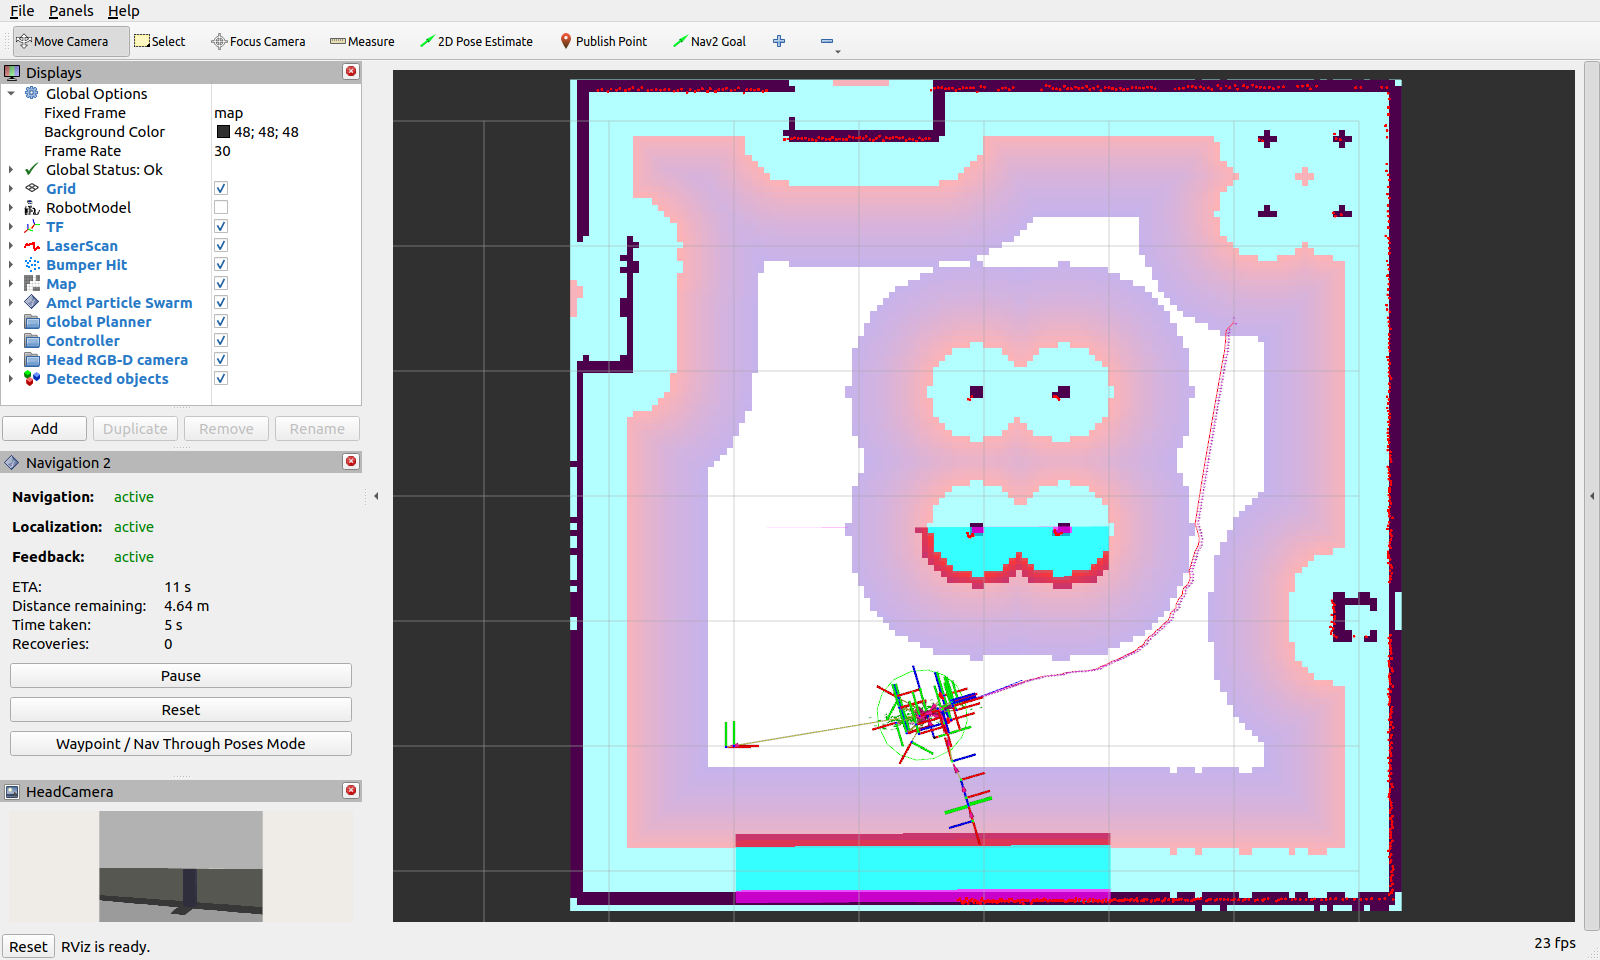 File Panels Help
Move Camera Select Focus Camera Measure 2D Pose Estimate Publish Point Nav2 Goal
Displays
Global Options
Fixed Frame map
Background Color 48; 48; 48
Frame Rate 30
Global Status: Ok
Grid
RobotModel
TF
LaserScan
Bumper Hit
Map
Amcl Particle Swarm
Global Planner
Controller
Head RGB-D camera
Detected objects
Add Duplicate Remove Rename
Navigation 2
Navigation: active
Localization: active
Feedback: active
ETA: 11 s
Distance remaining: 4.64 m
Time taken: 5 s
Recoveries: 0
Pause
Reset
Waypoint / Nav Through Poses Mode
HeadCamera
Reset RViz is ready. 23 fps